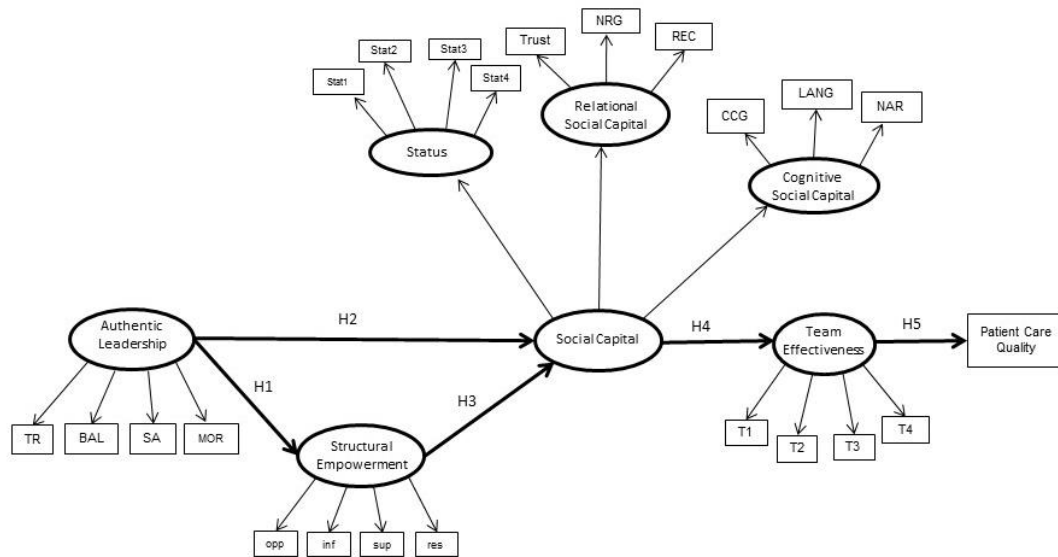 NRG
Trust
REC
Stat2
Stat3
Stat1
Stat4
Relational
Social Capital
LANG
CCG
NAR
Status
Cognitive
Social Capital
Authentic
Leadership
H2
Social Capital
H4
Team
Effectiveness
H5
Patient Care
Quality
H1
H3
TR
BAL
SA
MOR
Structural
Empowerment
T1
T2
T3
T4
opp
inf
sup
res